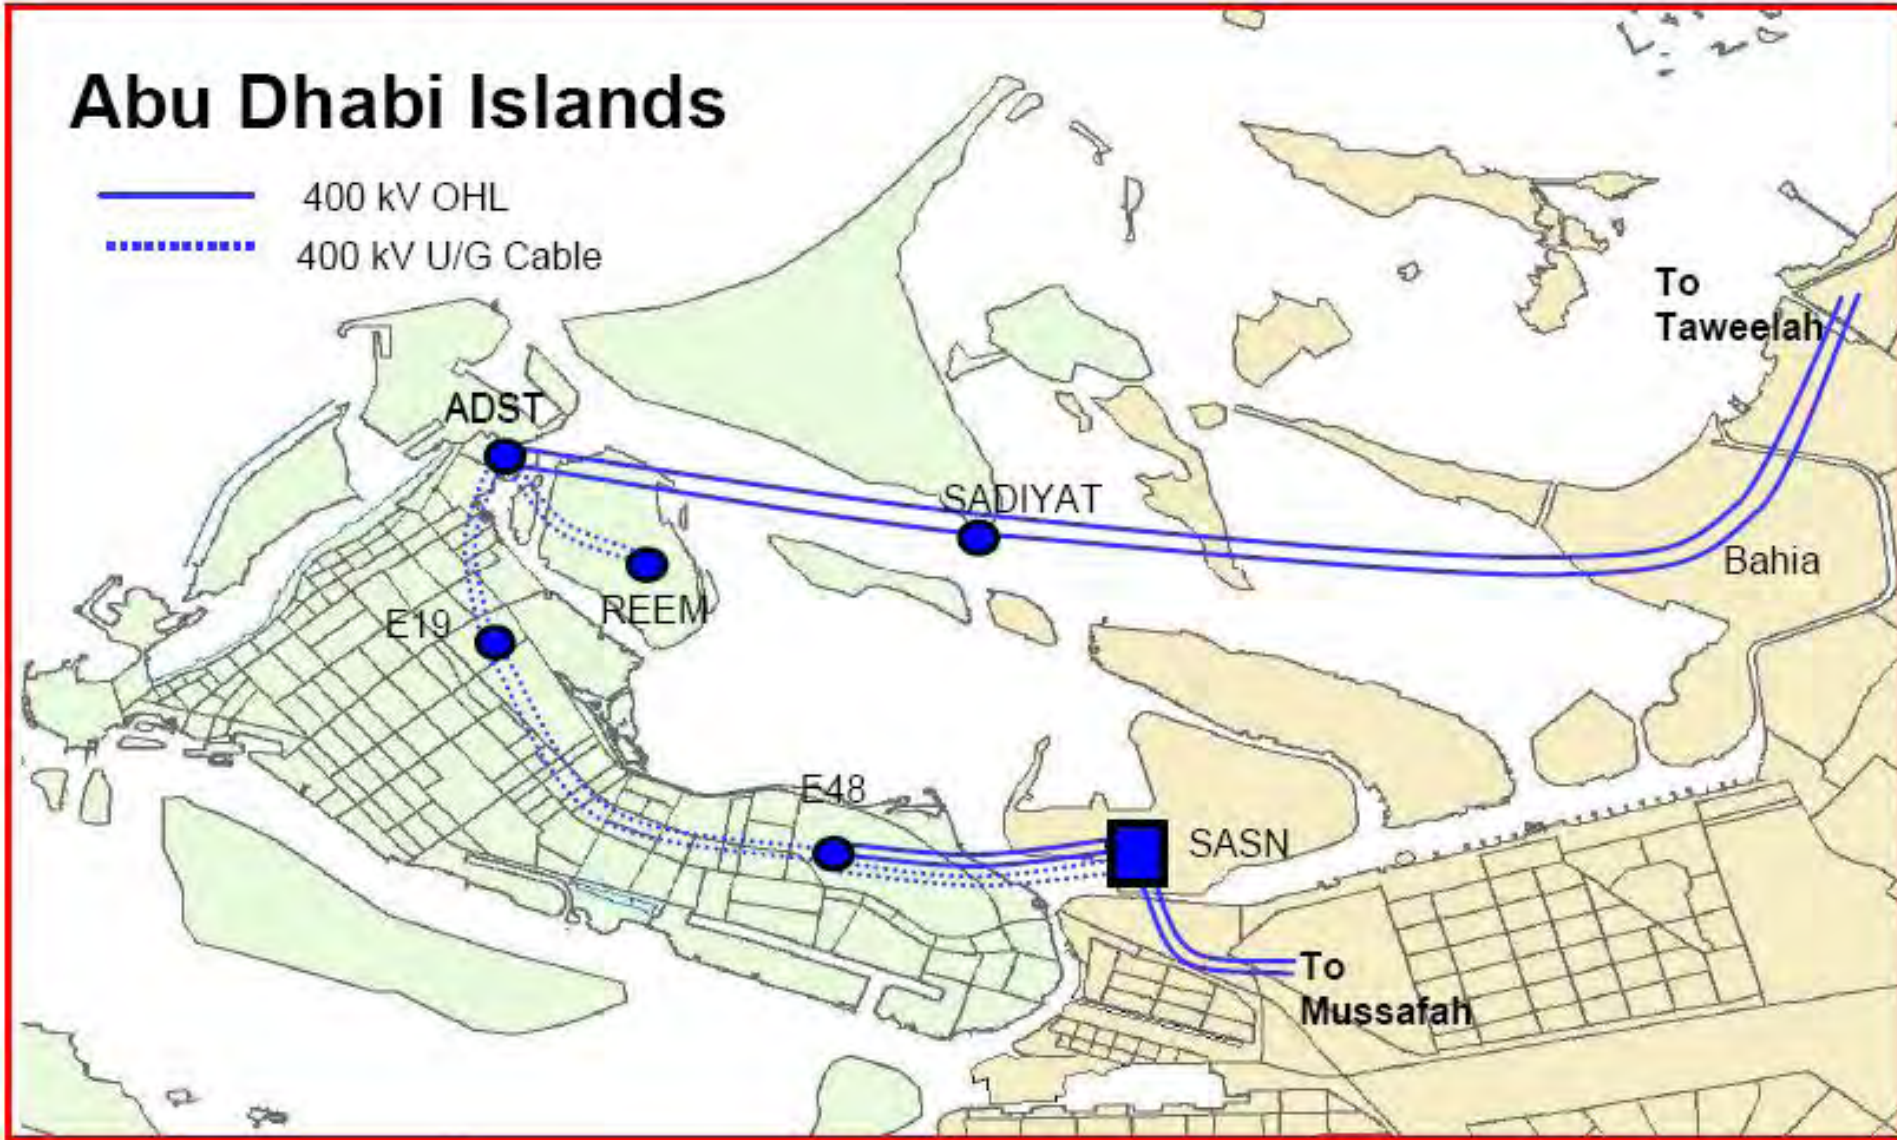 Abu Dhabi Islands
400 kV OHL
400 kV U/G Cable
To
Taweelah
ADST
SADIYAT
Bahia
REEM
E19
E48
SASN
To
Mussafah